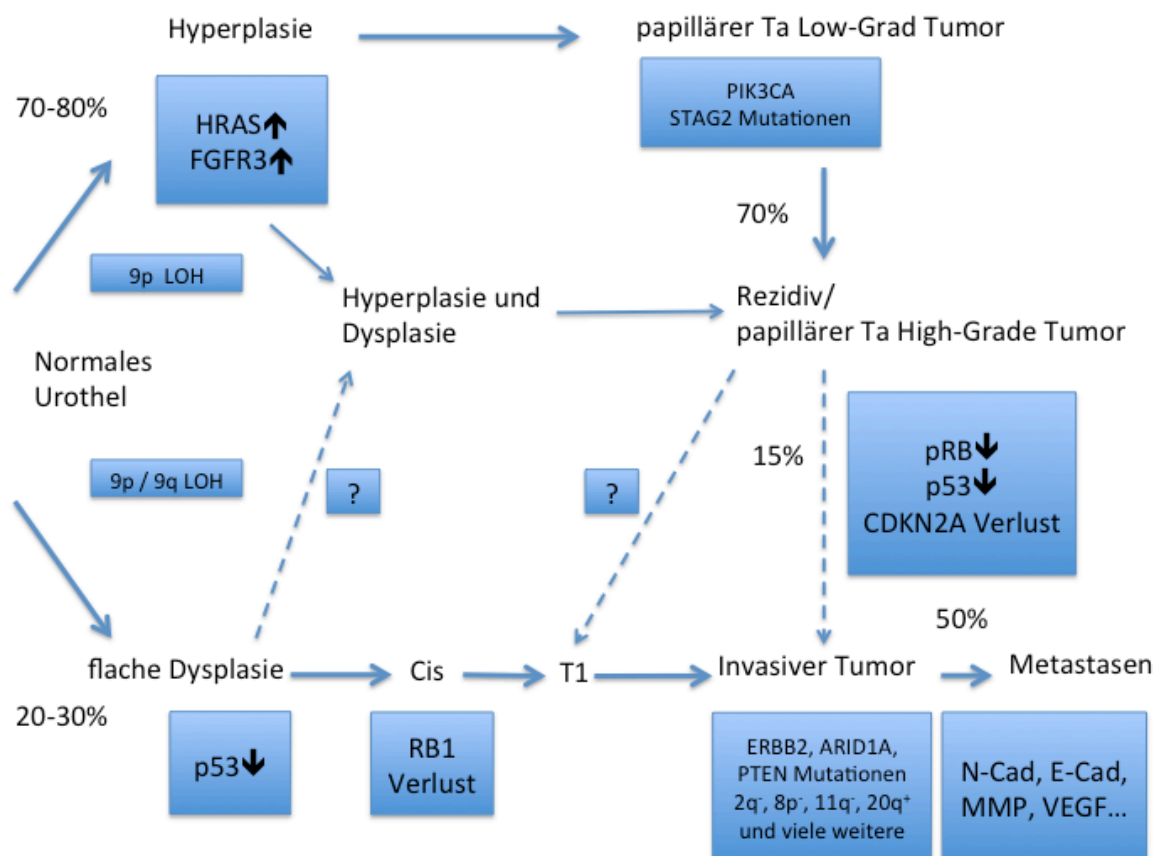 Hyperplasie
papillärer Ta Low-Grad Tumor
70-80%
HRAS↑
FGFR3↑
PIK3CA
STAG2 Mutationen
70%
9p LOH
Hyperplasie und
Dysplasie
Rezidiv/
papillärer Ta High-Grade Tumor
Normales
Urothel
9p / 9q LOH
?
?
15%
pRB↓
p53↓
CDKN2A Verlust
50%
flache Dysplasie
Cis
T1
Invasiver Tumor
Metastasen
20-30%
p53↓
RB1
Verlust
ERBB2, ARID1A,
PTEN Mutationen
2q⁻, 8p⁻, 11q⁻, 20q⁺
und viele weitere
N-Cad, E-Cad,
MMP, VEGF...